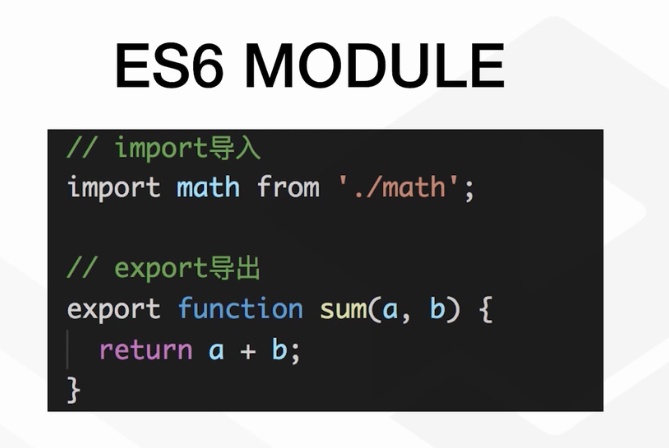 ES6 MODULE
// import导入
import math from './math';
// export导出
export function sum(a, b) {
return a + b;
}